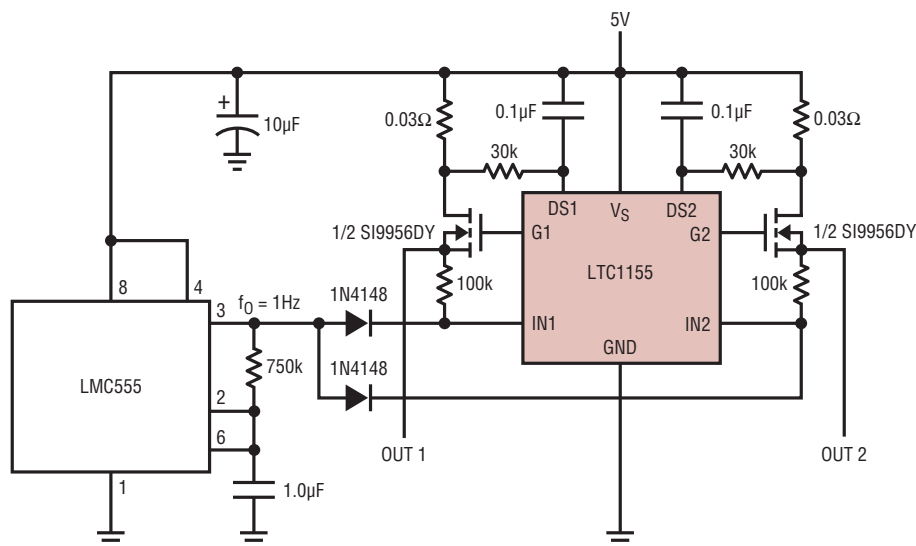 5V
+
10µF
0.03Ω
0.1µF
0.1µF
0.03Ω
30k
30k
DS1
VS
DS2
1/2 SI9956DY
G1
G2
1/2 SI9956DY
LTC1155
8
4
100k
100k
3
fO = 1Hz
1N4148
IN1
IN2
GND
750k
1N4148
LMC555
2
6
OUT 1
OUT 2
1
1.0µF